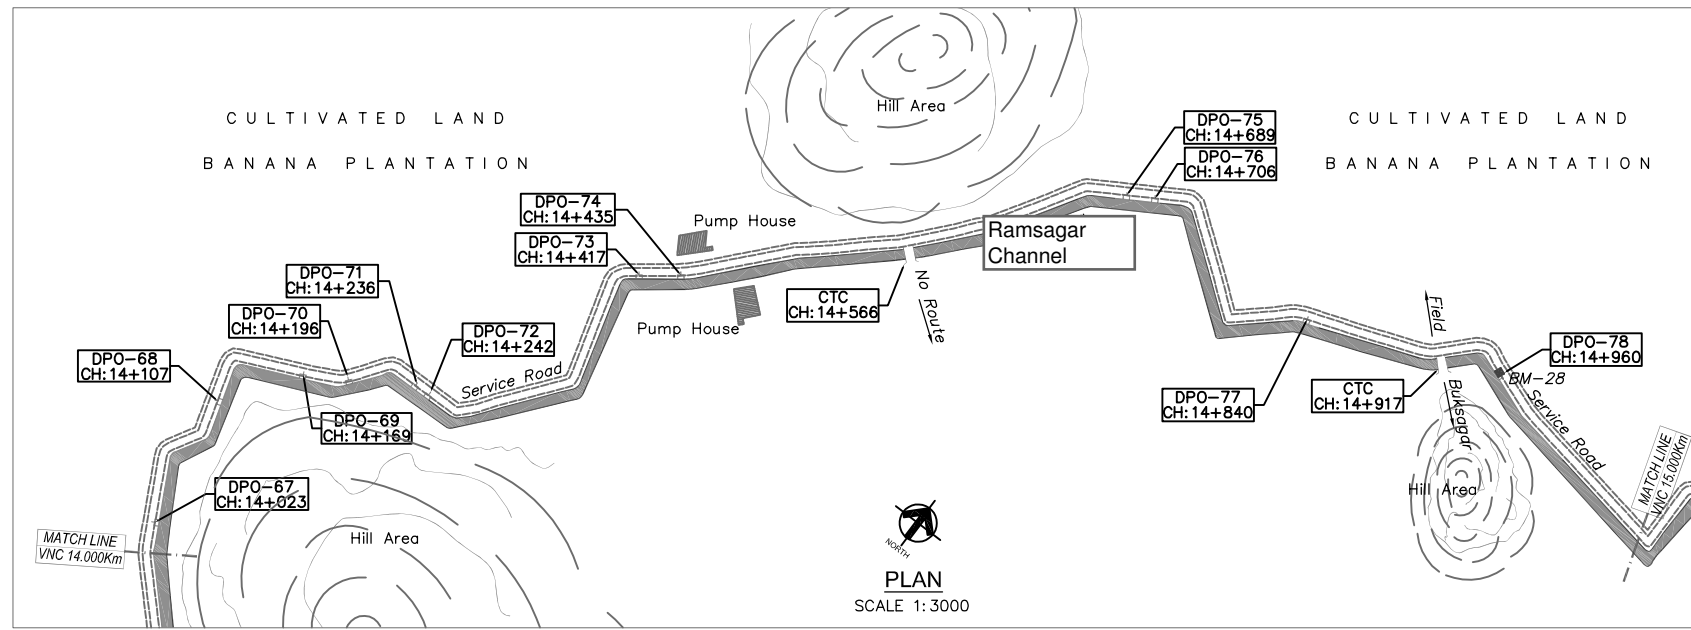 CULTIVATED LAND
BANANA PLANTATION
Hill Area
CULTIVATED LAND
BANANA PLANTATION
DPO-75
CH:14+689
DPO-76
CH:14+706
DPO-74
CH:14+435
Pump House
DPO-73
CH:14+417
Ramsagar
Channel
DPO-71
CH:14+236
DPO-70
CH:14+196
CTC
CH:14+566
No Route
Pump House
Field
DPO-72
CH:14+242
DPO-68
CH:14+107
Service Road
DPO-78
CH:14+960
BM-28
DPO-77
CH:14+840
CTC
CH:14+917
Buksagar
Service Road
DPO-69
CH:14+169
DPO-67
CH:14+023
Hill Area
MATCH LINE
VNC 15.000Km
MATCH LINE
VNC 14.000Km
Hill Area
NORTH
PLAN
SCALE 1:3000